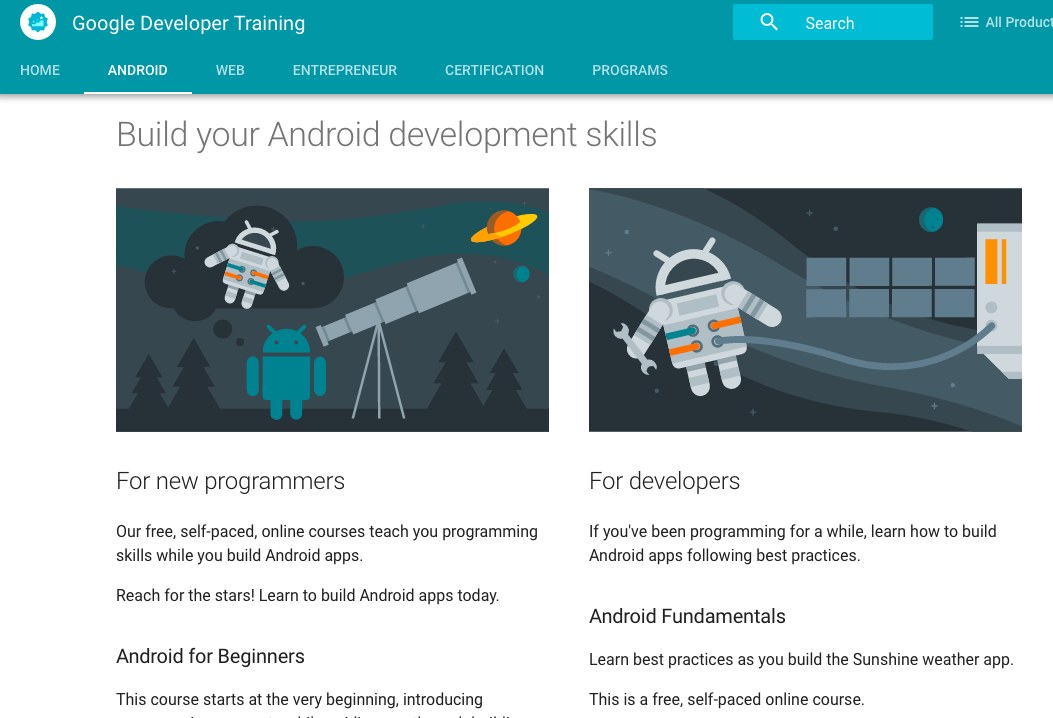 Google Developer Training
Search
All Product
HOME
ANDROID
WEB
ENTREPRENEUR
CERTIFICATION
PROGRAMS
Build your Android development skills
For new programmers
Our free, self-paced, online courses teach you programming
skills while you build Android apps.
Reach for the stars! Learn to build Android apps today.
Android for Beginners
This course starts at the very beginning, introducing
For developers
If you've been programming for a while, learn how to build
Android apps following best practices.
Android Fundamentals
Learn best practices as you build the Sunshine weather app.
This is a free, self-paced online course.